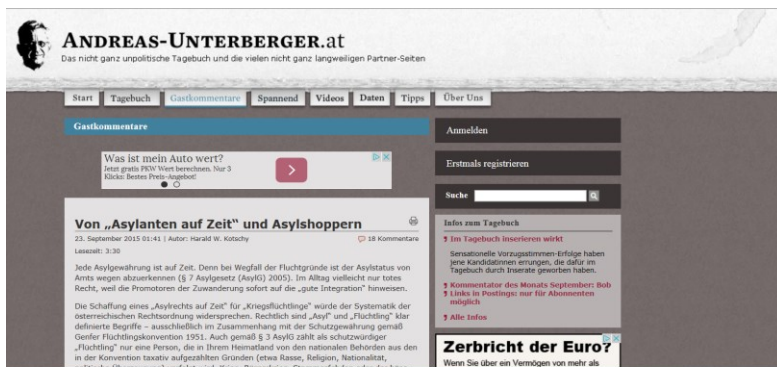 ANDREAS-UNTERBERGER.at
Das nicht ganz unpolitische Tagebuch und die vielen nicht ganz langweiligen Partner-Seiten
Start Tagebuch Gastkommentare Spannend Videos Daten Tipps Über Uns
Gastkommentare
Was ist mein Auto wert?
Jetzt gratis PKW Wert berechnen. Nur 3
Klicks: Bestes Preis-Angebot!
Von „Asylanten auf Zeit“ und Asylshoppern
23. September 2015 01:41 | Autor: Harald W. Kotschy
18 Kommentare
Lesezeit: 3:30
Jede Asylgewährung ist auf Zeit. Denn bei Wegfall der Fluchtgründe ist der Asylstatus von
Amts wegen abzuerkennen (§ 7 Asylgesetz (AsylG) 2005). Im Alltag vielleicht nur totes
Recht, weil die Promotoren der Zuwanderung sofort auf die „gute Integration“ hinweisen.
Die Schaffung eines „Asylrechts auf Zeit“ für „Kriegsflüchtlinge“ würde der Systematik der
österreichischen Rechtsordnung widersprechen. Rechtlich sind „Asyl“ und „Flüchtling“ klar
definierte Begriffe – ausschließlich im Zusammenhang mit der Schutzgewährung gemäß
Genfer Flüchtlingskonvention 1951. Auch gemäß § 3 AsylG zählt als schutzwürdiger
„Flüchtling“ nur eine Person, die in Ihrem Heimatland von den nationalen Behörden aus den
in der Konvention taxativ aufgezählten Gründen (etwa Rasse, Religion, Nationalität,
Anmelden
Erstmals registrieren
Suche
Infos zum Tagebuch
Im Tagebuch inserieren wirkt
Sensationelle Vorzugsstimmen-Erfolge haben
jene Kandidatinnen errungen, die dafür im
Tagebuch durch Inserate geworben haben.
Kommentator des Monats September: Bob
Links in Postings: nur für Abonnenten
möglich
Alle Infos
Zerbricht der Euro?
Wenn Sie über ein Vermögen von mehr als